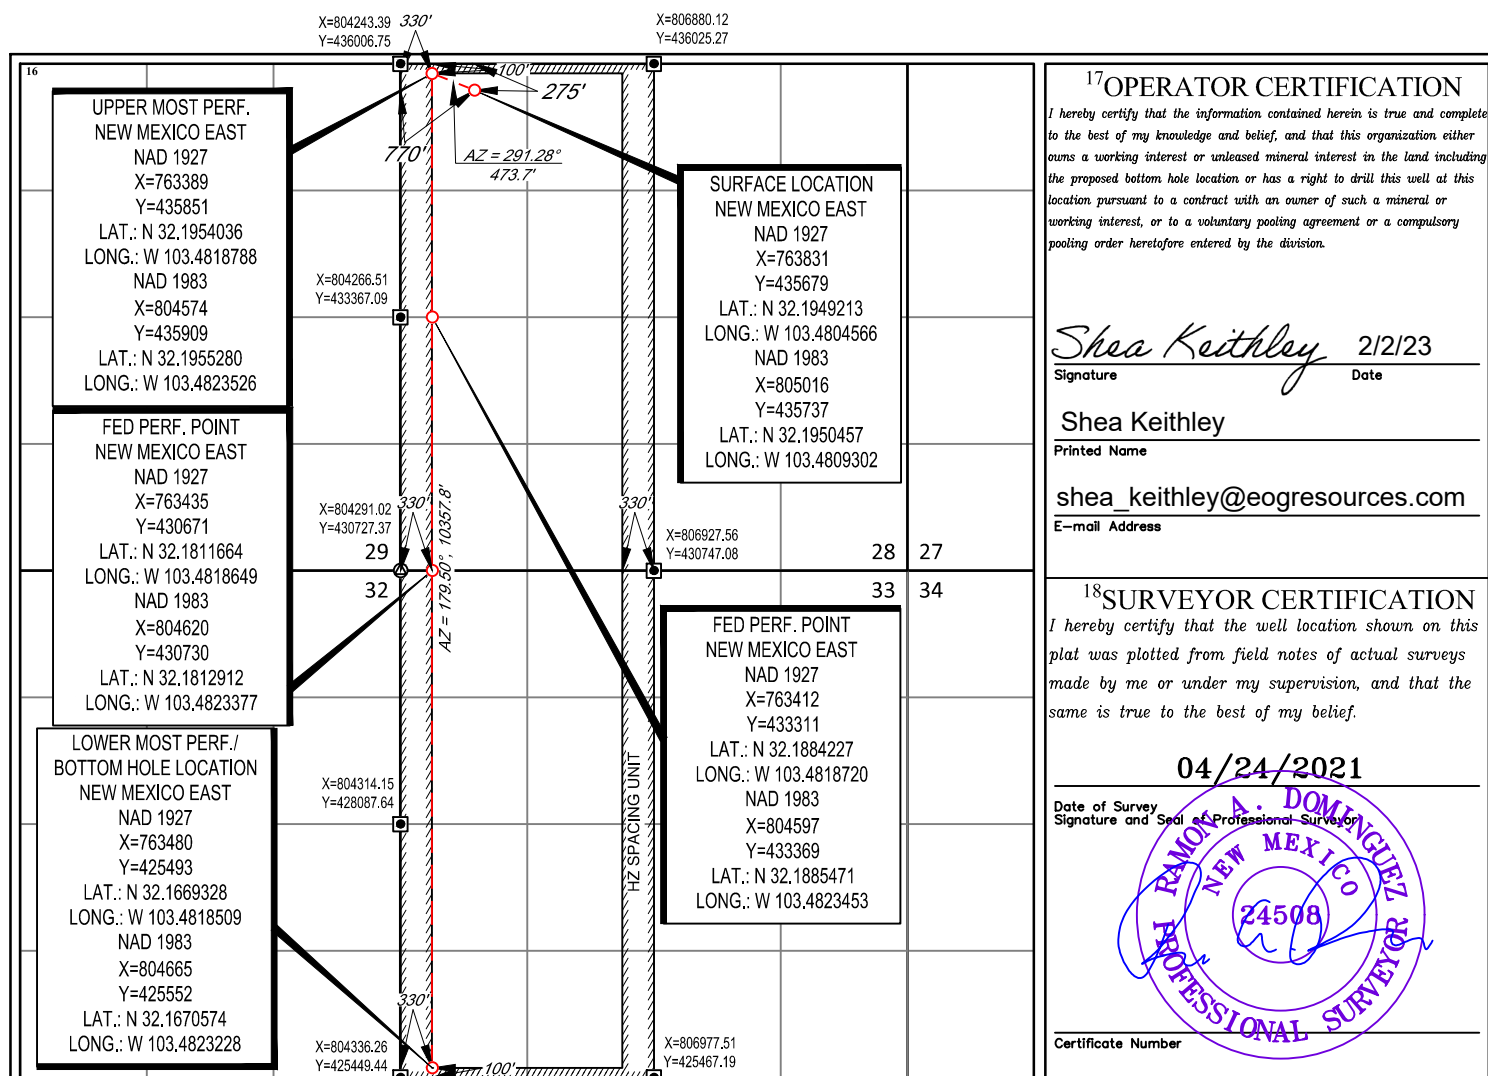 X=804243.39
Y=436006.75
330'
X=806880.12
Y=436025.27
16
100'
275'
770'
AZ = 291.28°
473.7'
UPPER MOST PERF.
NEW MEXICO EAST
NAD 1927
X=763389
Y=435851
LAT.: N 32.1954036
LONG.: W 103.4818788
NAD 1983
X=804574
Y=435909
LAT.: N 32.1955280
LONG.: W 103.4823526
SURFACE LOCATION
NEW MEXICO EAST
NAD 1927
X=763831
Y=435679
LAT.: N 32.1949213
LONG.: W 103.4804566
NAD 1983
X=805016
Y=435737
LAT.: N 32.1950457
LONG.: W 103.4809302
X=804266.51
Y=433367.09
FED PERF. POINT
NEW MEXICO EAST
NAD 1927
X=763435
Y=430671
LAT.: N 32.1811664
LONG.: W 103.4818649
NAD 1983
X=804620
Y=430730
LAT.: N 32.1812912
LONG.: W 103.4823377
X=804291.02
Y=430727.37
330'
330'
X=806927.56
Y=430747.08
29
28
27
32
33
34
AZ = 179.50°, 10357.8'
FED PERF. POINT
NEW MEXICO EAST
NAD 1927
X=763412
Y=433311
LAT.: N 32.1884227
LONG.: W 103.4818720
NAD 1983
X=804597
Y=433369
LAT.: N 32.1885471
LONG.: W 103.4823453
LOWER MOST PERF./
BOTTOM HOLE LOCATION
NEW MEXICO EAST
NAD 1927
X=763480
Y=425493
LAT.: N 32.1669328
LONG.: W 103.4818509
NAD 1983
X=804665
Y=425552
LAT.: N 32.1670574
LONG.: W 103.4823228
X=804314.15
Y=428087.64
HZ SPACING UNIT
330'
X=804336.26
Y=425449.44
100'
X=806977.51
Y=425467.19
17 OPERATOR CERTIFICATION
I hereby certify that the information contained herein is true and complete
to the best of my knowledge and belief, and that this organization either
owns a working interest or unleased mineral interest in the land including
the proposed bottom hole location or has a right to drill this well at this
location pursuant to a contract with an owner of such a mineral or
working interest, or to a voluntary pooling agreement or a compulsory
pooling order heretofore entered by the division.
Shea Keithley 2/2/23
Signature Date
Shea Keithley
Printed Name
shea_keithley@eogresources.com
E-mail Address
18 SURVEYOR CERTIFICATION
I hereby certify that the well location shown on this
plat was plotted from field notes of actual surveys
made by me or under my supervision, and that the
same is true to the best of my belief.
04/24/2021
Date of Survey
Signature and Seal of Professional Surveyor
RAMON A. DOMINGUEZ
NEW MEXICO
24508
PROFESSIONAL SURVEYOR
Certificate Number